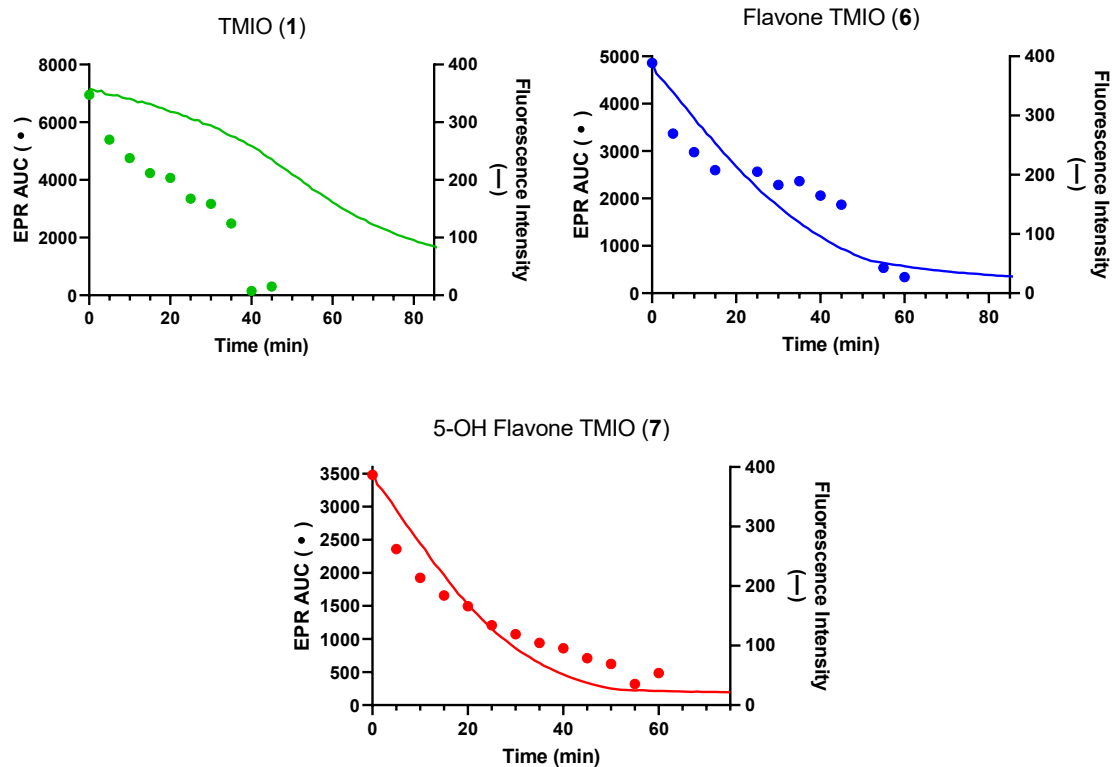 TMIO (1)
8000
6000
4000
2000
0
EPR AUC ( • )
400
300
200
100
0
Fluorescence Intensity
(—)
0 20 40 60 80
Time (min)
Flavone TMIO (6)
5000
4000
3000
2000
1000
0
EPR AUC ( • )
400
300
200
100
0
Fluorescence Intensity
(—)
0 20 40 60 80
Time (min)
5-OH Flavone TMIO (7)
3500
3000
2500
2000
1500
1000
500
0
EPR AUC ( • )
400
300
200
100
0
Fluorescence Intensity
(—)
0 20 40 60
Time (min)